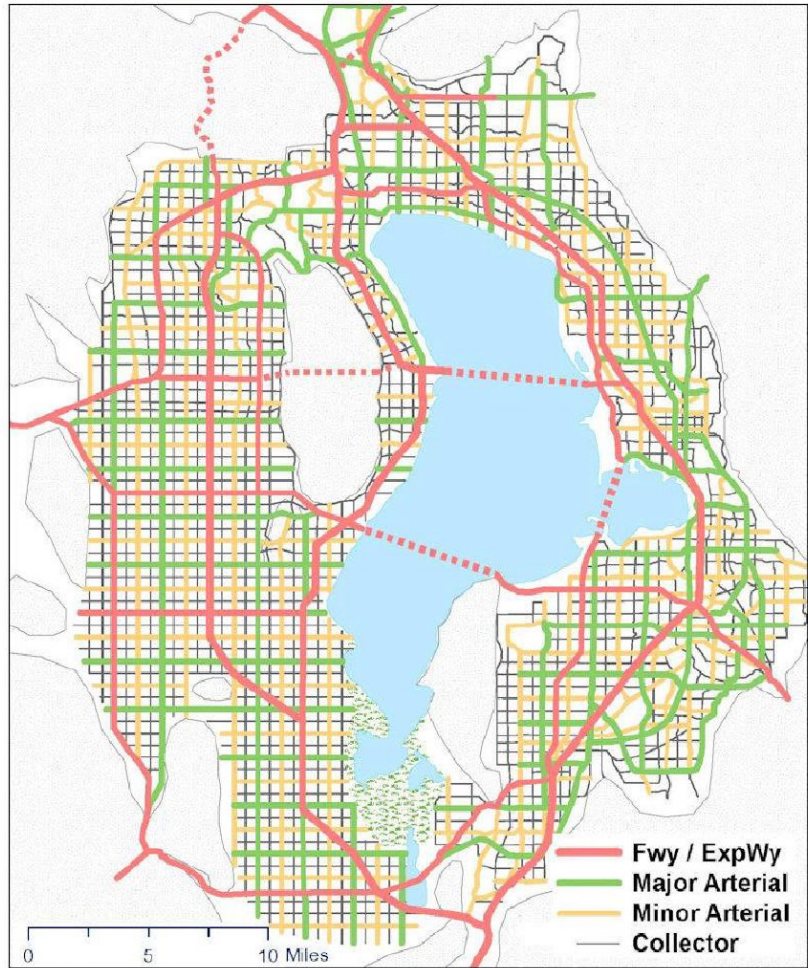 Fwy / ExpWy
Major Arterial
Minor Arterial
Collector
0 5 10 Miles